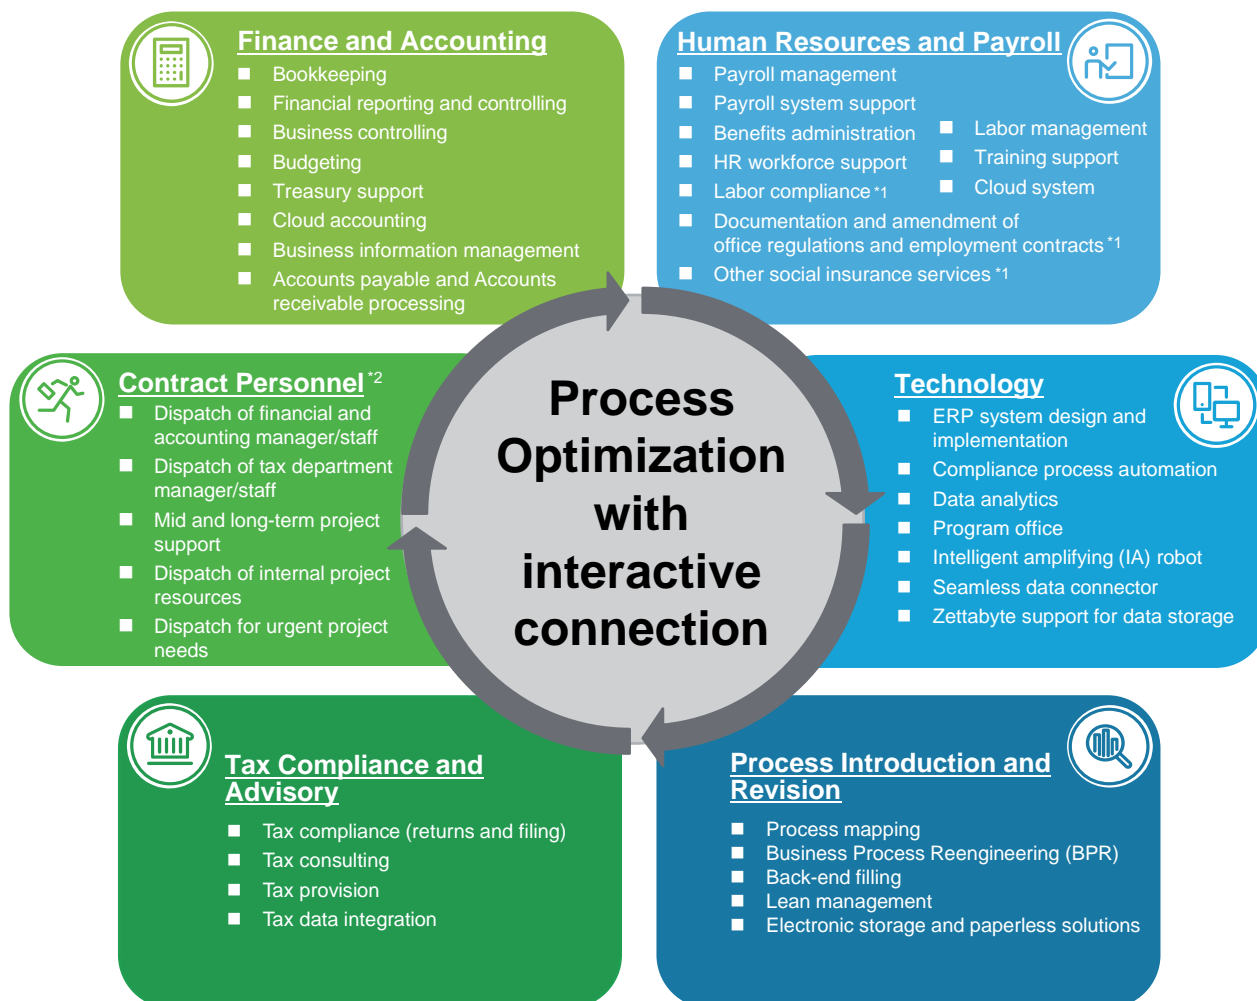 Finance and Accounting
Bookkeeping
Financial reporting and controlling
Business controlling
Budgeting
Treasury support
Cloud accounting
Business information management
Accounts payable and Accounts
receivable processing
Human Resources and Payroll
Payroll management
Payroll system support
Benefits administration
HR workforce support
Labor compliance *1
Documentation and amendment of
office regulations and employment contracts *1
Other social insurance services *1
Labor management
Training support
Cloud system
Contract Personnel *2
Dispatch of financial and
accounting manager/staff
Dispatch of tax department
manager/staff
Mid and long-term project
support
Dispatch of internal project
resources
Dispatch for urgent project
needs
Process
Optimization
with
interactive
connection
Technology
ERP system design and
implementation
Compliance process automation
Data analytics
Program office
Intelligent amplifying (IA) robot
Seamless data connector
Zettabyte support for data storage
Tax Compliance and
Advisory
Tax compliance (returns and filing)
Tax consulting
Tax provision
Tax data integration
Process Introduction and
Revision
Process mapping
Business Process Reengineering (BPR)
Back-end filling
Lean management
Electronic storage and paperless solutions